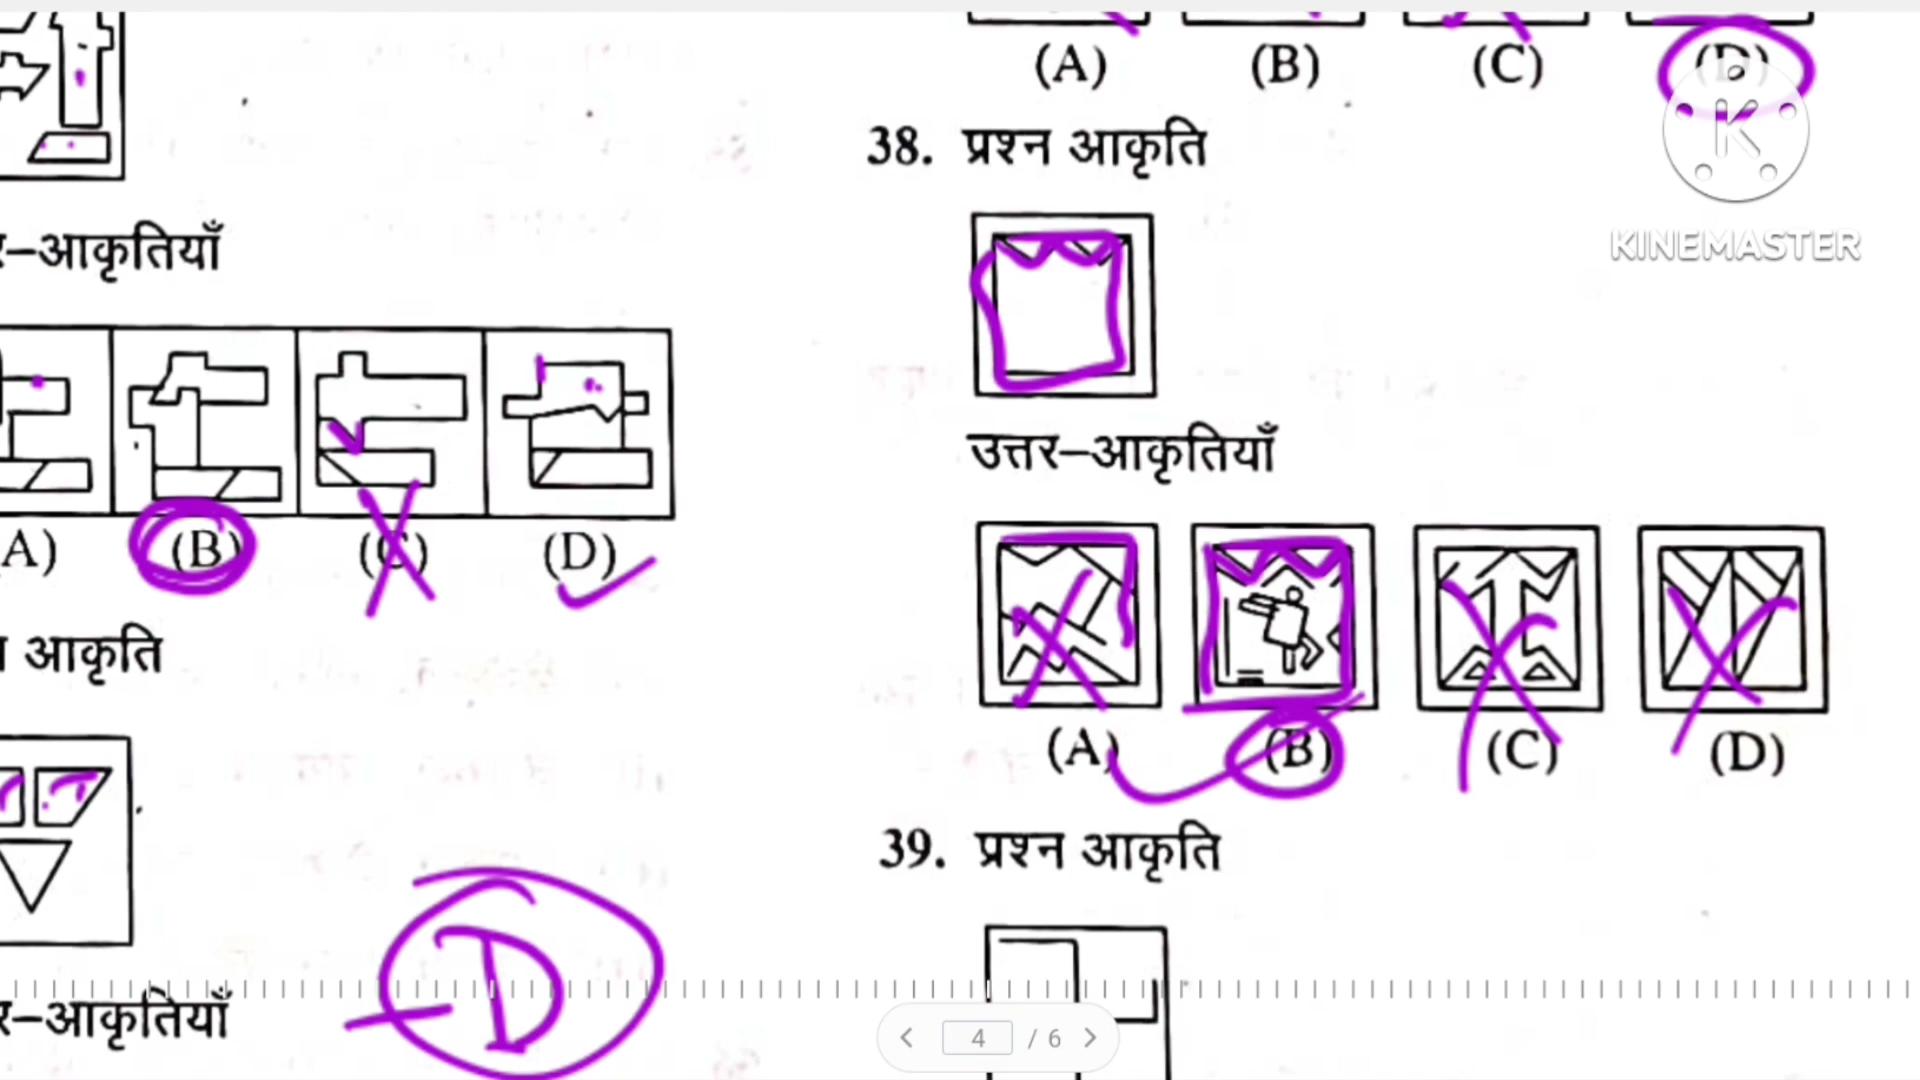 र–आकृतियाँ
A) (B) (C) (D)
आकृति
D
र–आकृतियाँ
(A) (B) (C) (D)
38. प्रश्न आकृति
उत्तर–आकृतियाँ
(A) (B) (C) (D)
39. प्रश्न आकृति
K
KINEMASTER
4 / 6